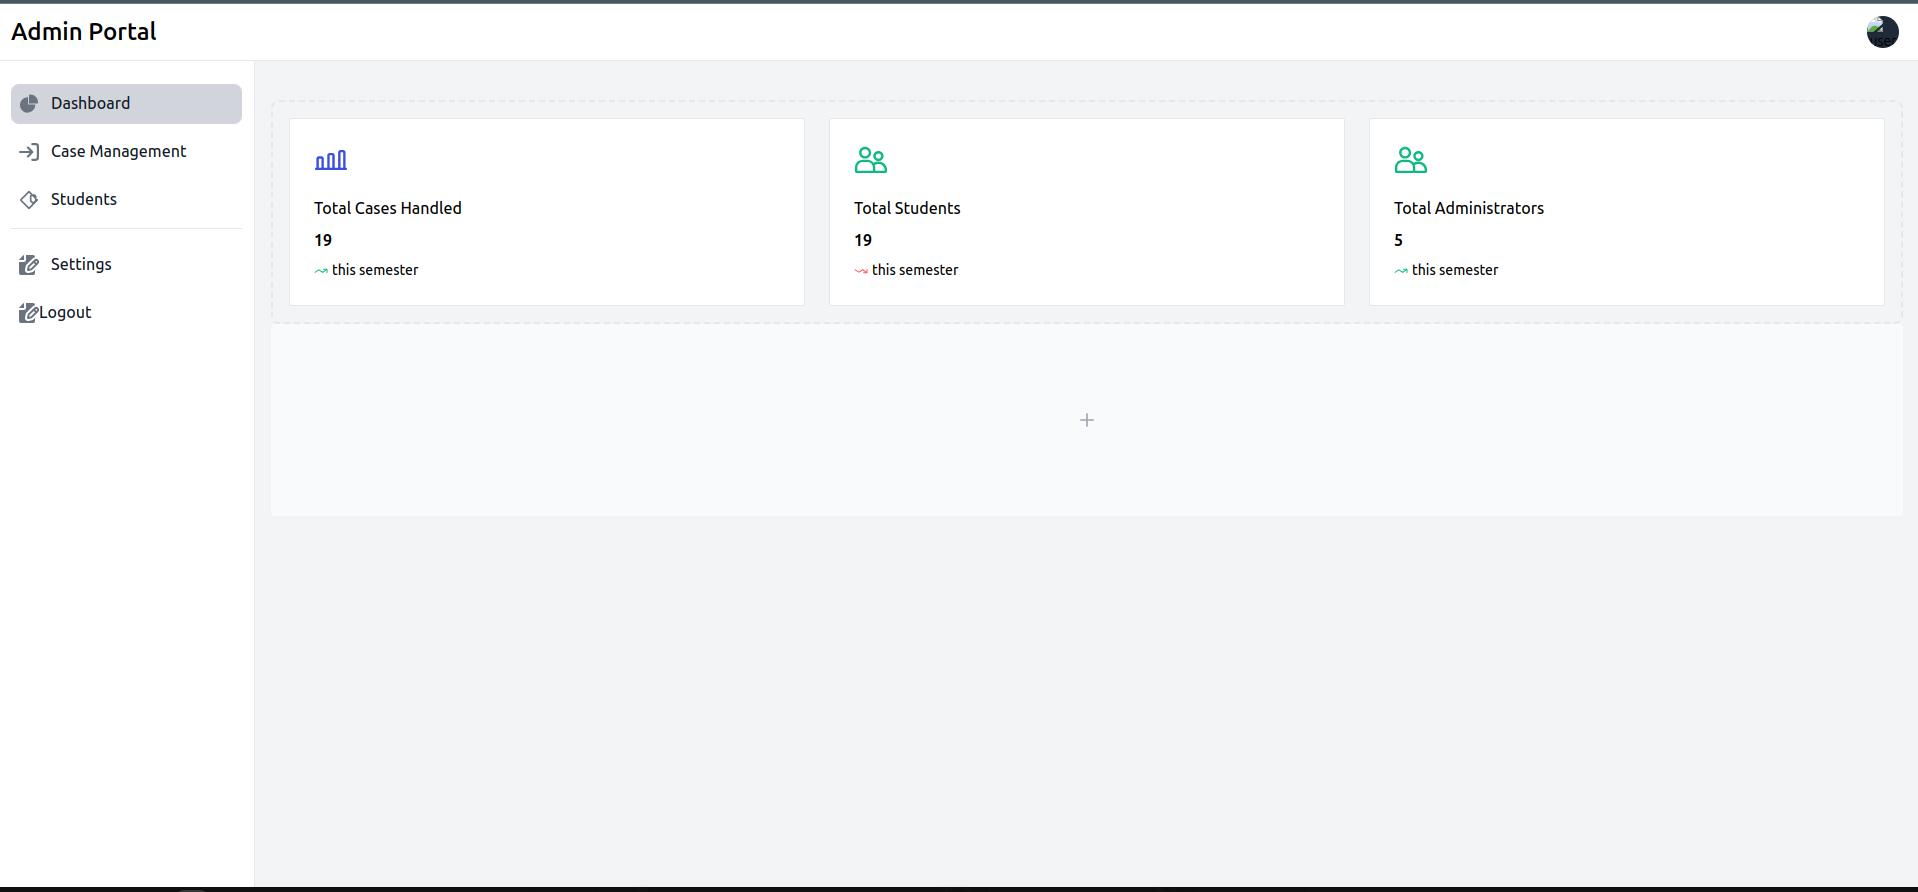 Admin Portal
user
Dashboard
Case Management
Students
Settings
Logout
Total Cases Handled
19
this semester
Total Students
19
this semester
Total Administrators
5
this semester